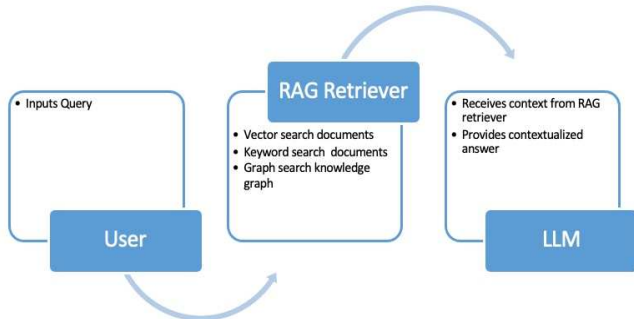 • Inputs Query
User
RAG Retriever
• Vector search documents
• Keyword search documents
• Graph search knowledge
graph
• Receives context from RAG
retriever
• Provides contextualized
answer
LLM